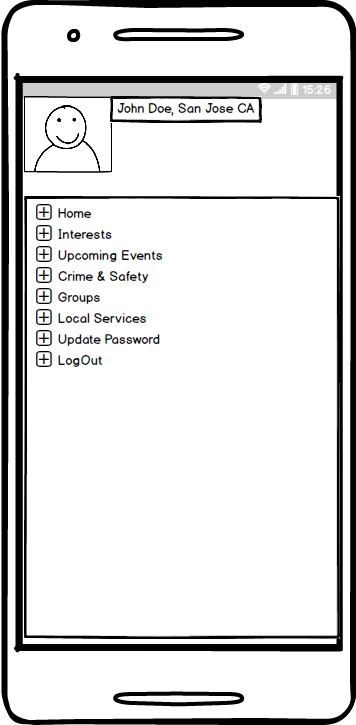 15:26
John Doe, San Jose CA
Home
Interests
Upcoming Events
Crime & Safety
Groups
Local Services
Update Password
LogOut